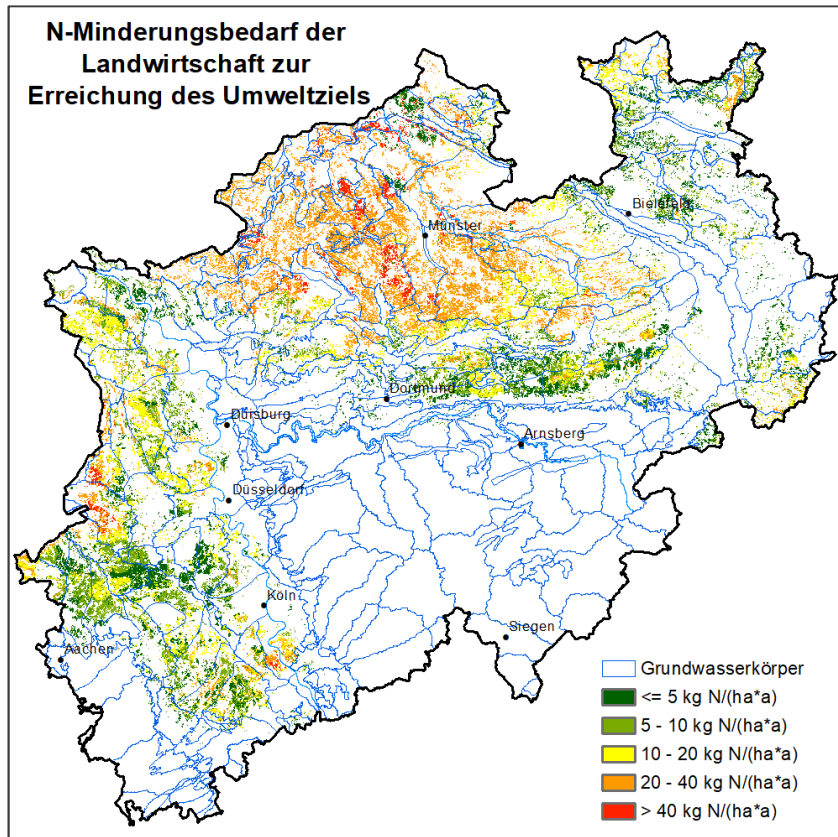 N-Minderungsbedarf der
Landwirtschaft zur
Erreichung des Umweltziels
Bielefeld
Münster
Dortmund
Duisburg
Arnsberg
Düsseldorf
Köln
Siegen
Aachen
Grundwasserkörper
<= 5 kg N/(ha*a)
5 - 10 kg N/(ha*a)
10 - 20 kg N/(ha*a)
20 - 40 kg N/(ha*a)
> 40 kg N/(ha*a)